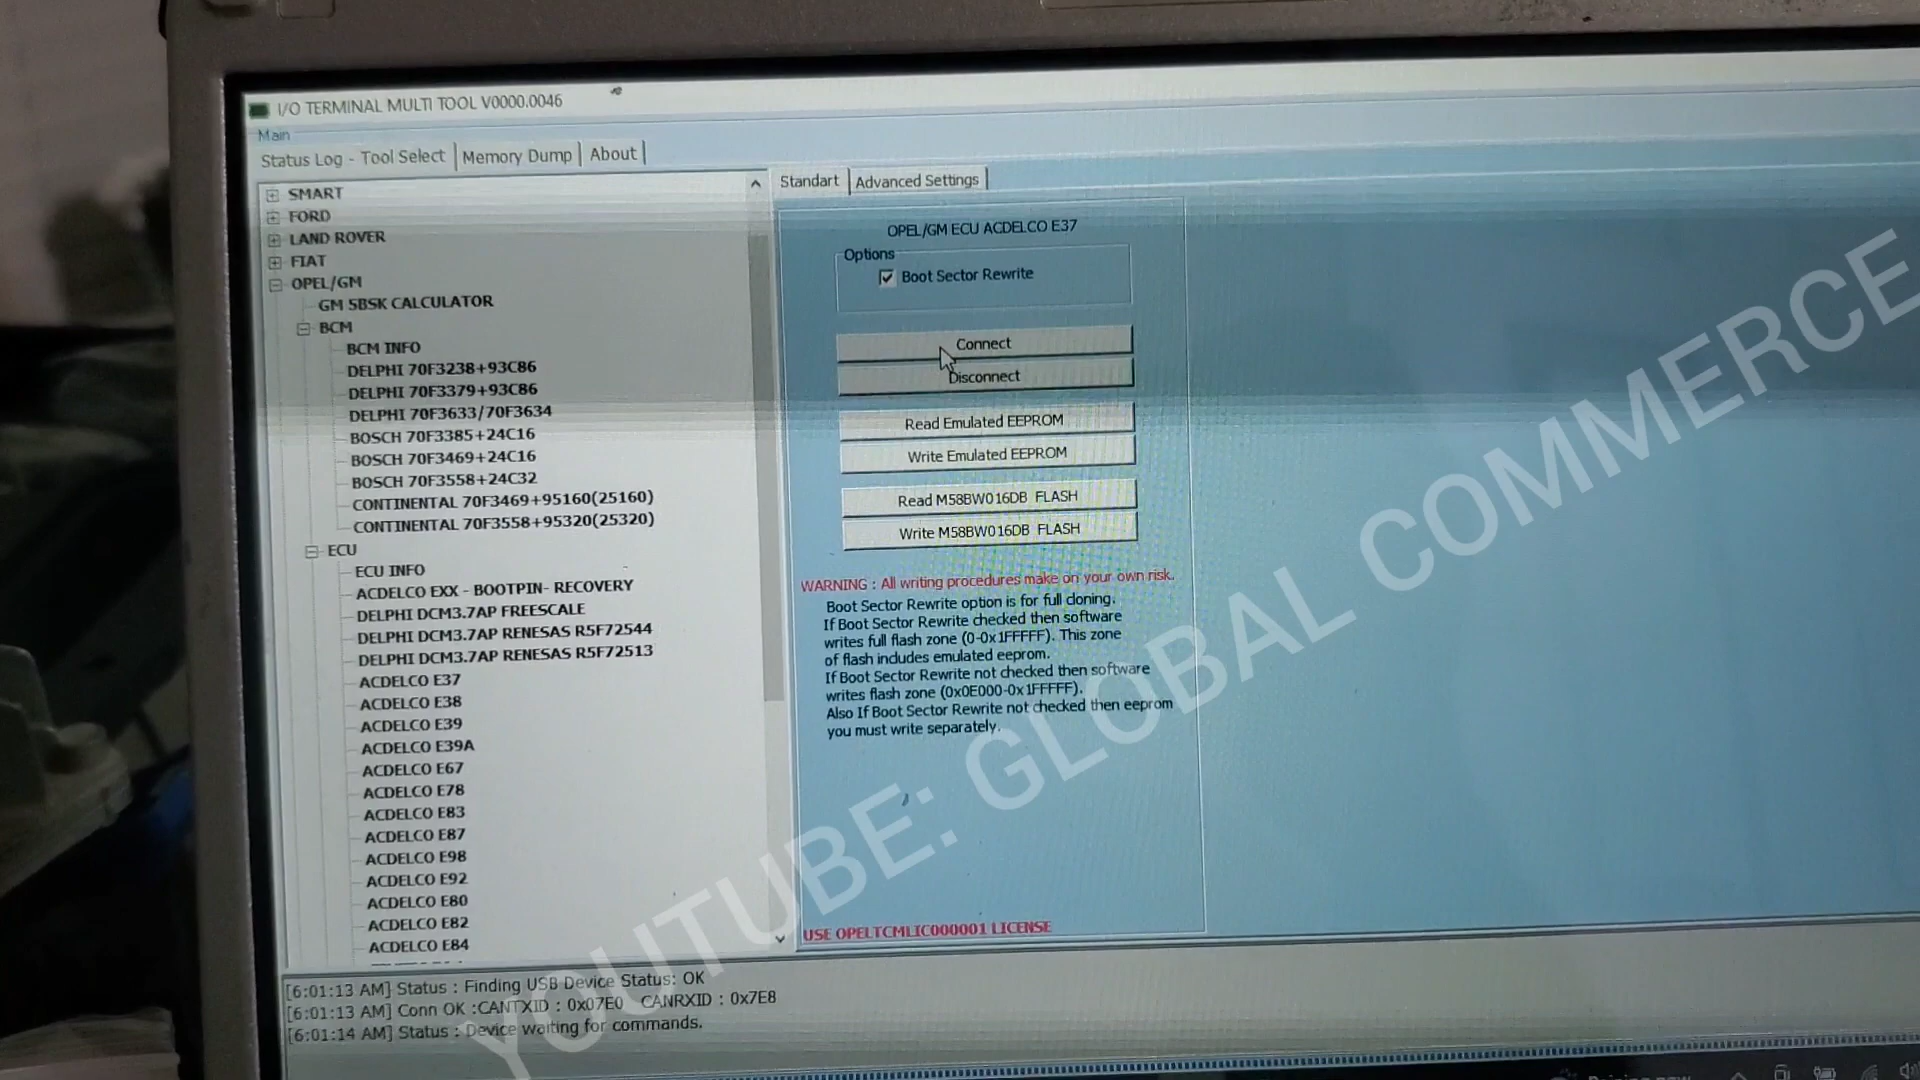 I/O TERMINAL MULTI TOOL V0000.0046
Main
Status Log - Tool Select
Memory Dump
About
SMART
FORD
LAND ROVER
FIAT
OPEL/GM
GM 5BSK CALCULATOR
BCM
BCM INFO
DELPHI 70F3238+93C86
DELPHI 70F3379+93C86
DELPHI 70F3633/70F3634
BOSCH 70F3385+24C16
BOSCH 70F3469+24C16
BOSCH 70F3558+24C32
CONTINENTAL 70F3469+95160(25160)
CONTINENTAL 70F3558+95320(25320)
ECU
ECU INFO
ACDELCO EXX - BOOTPIN- RECOVERY
DELPHI DCM3.7AP FREESCALE
DELPHI DCM3.7AP RENESAS R5F72544
DELPHI DCM3.7AP RENESAS R5F72513
ACDELCO E37
ACDELCO E38
ACDELCO E39
ACDELCO E39A
ACDELCO E67
ACDELCO E78
ACDELCO E83
ACDELCO E87
ACDELCO E98
ACDELCO E92
ACDELCO E80
ACDELCO E82
ACDELCO E84
Standart
Advanced Settings
OPEL/GM ECU ACDELCO E37
Options
Boot Sector Rewrite
Connect
Disconnect
Read Emulated EEPROM
Write Emulated EEPROM
Read M58BW016DB FLASH
Write M58BW016DB FLASH
WARNING : All writing procedures make on your own risk.
Boot Sector Rewrite option is for full cloning.
If Boot Sector Rewrite checked then software
writes full flash zone (0-0x1FFFFF). This zone
of flash includes emulated eeprom.
If Boot Sector Rewrite not checked then software
writes flash zone (0x0E000-0x1FFFFF).
Also If Boot Sector Rewrite not checked then eeprom
you must write separately.
USE OPELTCMLIC000001 LICENSE
[6:01:13 AM] Status : Finding USB Device Status: OK
[6:01:13 AM] Conn OK :CANTXID : 0x07E0 CANRXID : 0x7E8
[6:01:14 AM] Status : Device waiting for commands.
YOUTUBE: GLOBAL COMMERCE